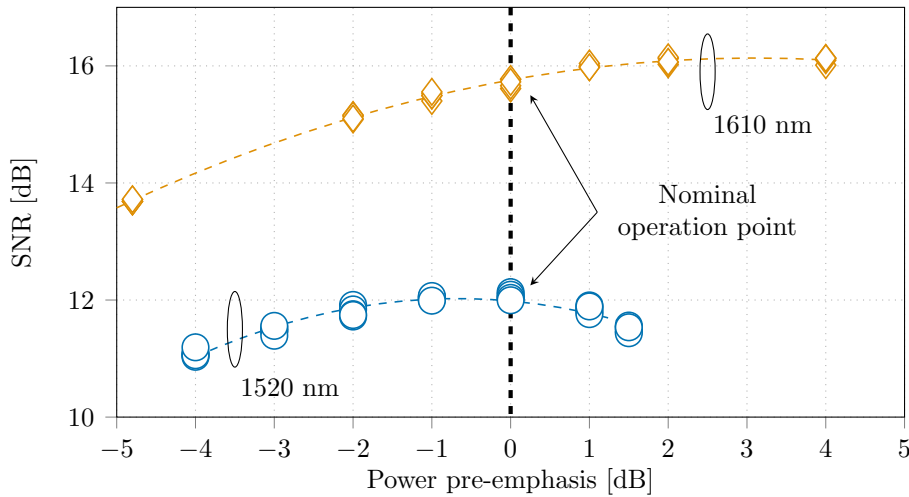 16
14
12
10
SNR [dB]
1610 nm
Nominal
operation point
1520 nm
−5 −4 −3 −2 −1 0 1 2 3 4 5
Power pre-emphasis [dB]